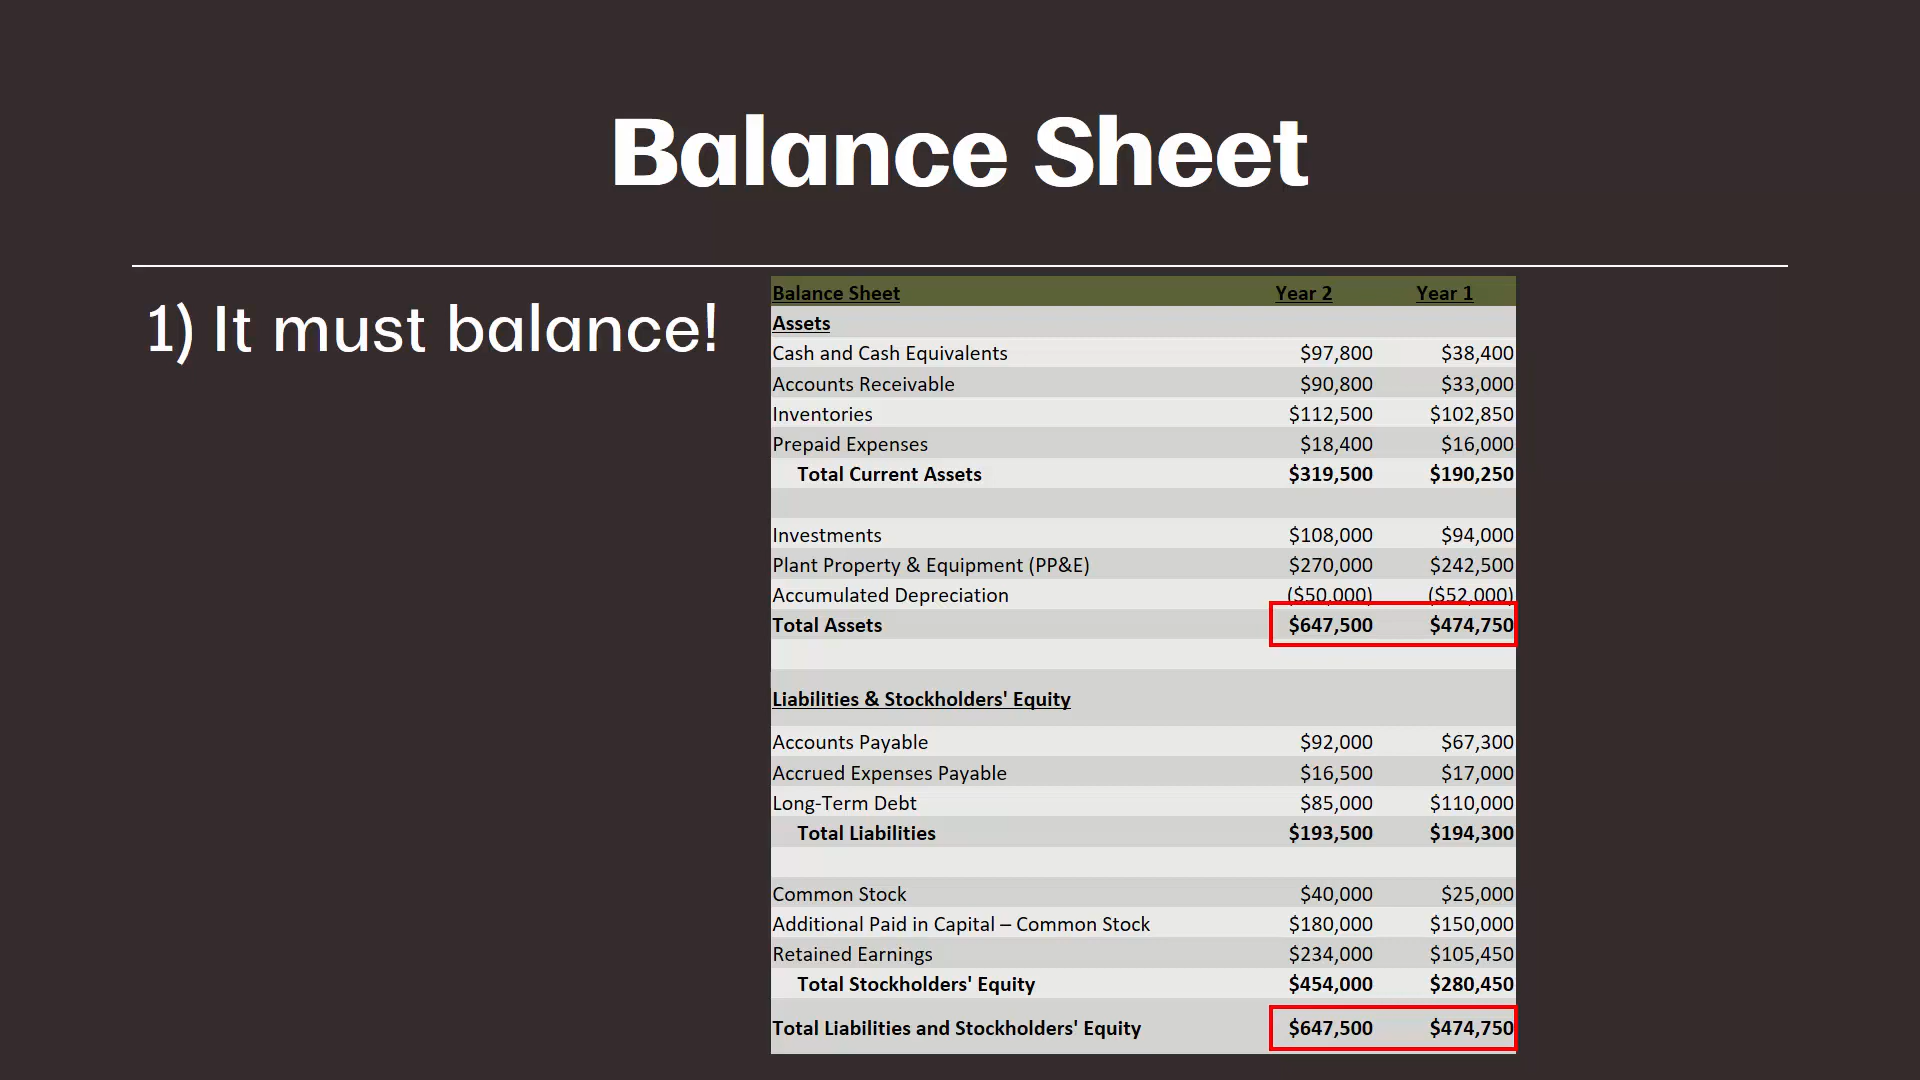 Balance Sheet
1) It must balance!
Balance Sheet Year 2 Year 1
Assets
Cash and Cash Equivalents $97,800 $38,400
Accounts Receivable $90,800 $33,000
Inventories $112,500 $102,850
Prepaid Expenses $18,400 $16,000
Total Current Assets $319,500 $190,250
Investments $108,000 $94,000
Plant Property & Equipment (PP&E) $270,000 $242,500
Accumulated Depreciation ($50,000) ($52,000)
Total Assets $647,500 $474,750
Liabilities & Stockholders' Equity
Accounts Payable $92,000 $67,300
Accrued Expenses Payable $16,500 $17,000
Long-Term Debt $85,000 $110,000
Total Liabilities $193,500 $194,300
Common Stock $40,000 $25,000
Additional Paid in Capital – Common Stock $180,000 $150,000
Retained Earnings $234,000 $105,450
Total Stockholders' Equity $454,000 $280,450
Total Liabilities and Stockholders' Equity $647,500 $474,750